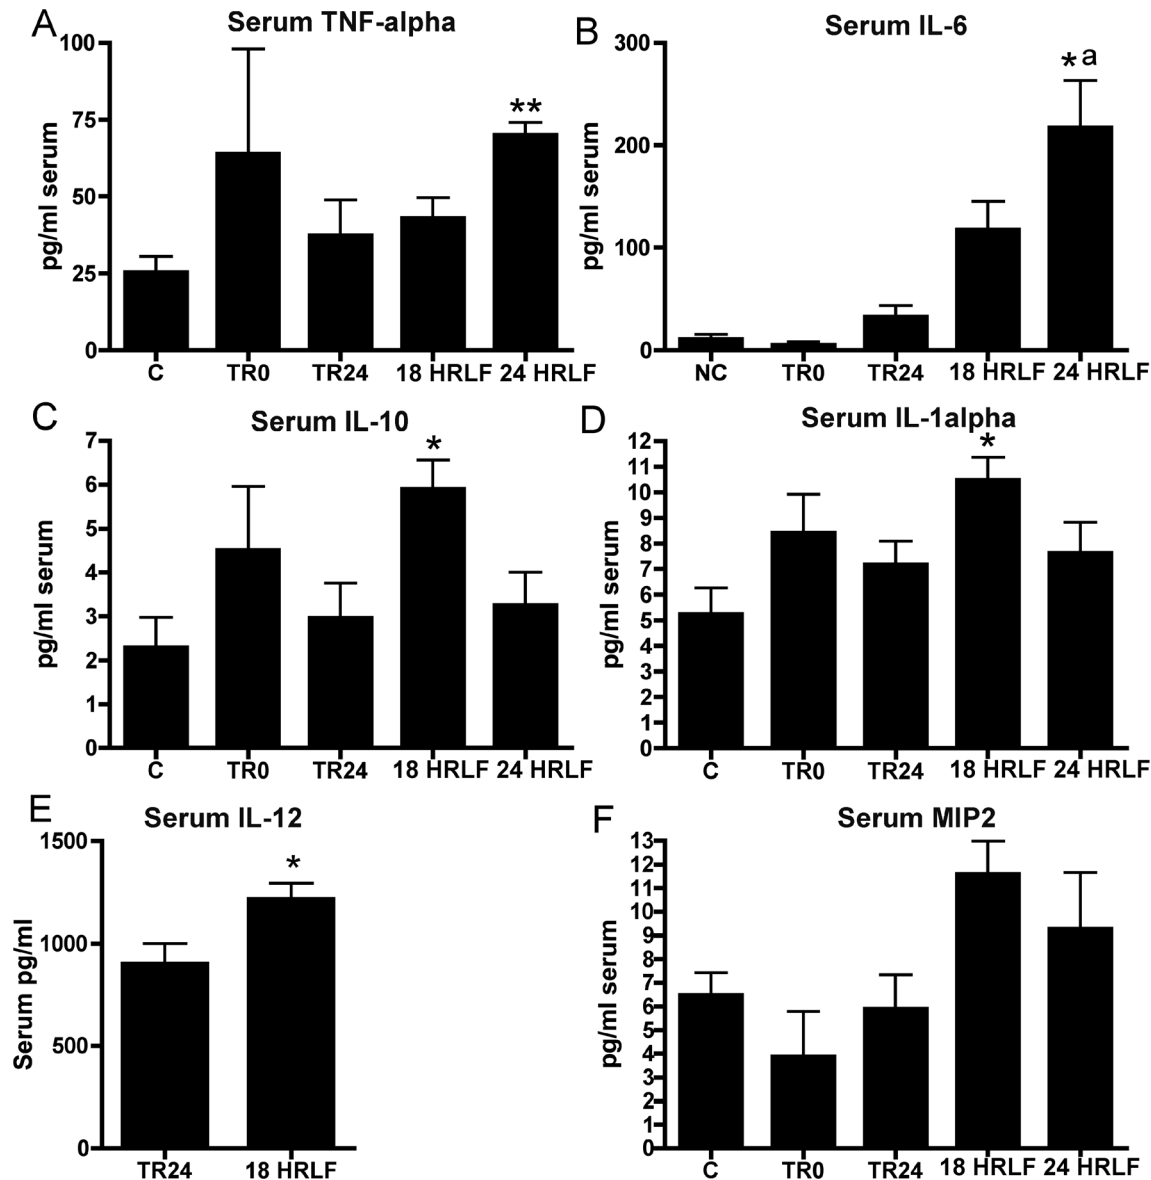 A
Serum TNF-alpha
pg/ml serum
100
75
50
25
0
**
C TR0 TR24 18 HRLF 24 HRLF
B
Serum IL-6
pg/ml serum
300
200
100
0
*a
NC TR0 TR24 18 HRLF 24 HRLF
C
Serum IL-10
pg/ml serum
7
6
5
4
3
2
1
0
*
C TR0 TR24 18 HRLF 24 HRLF
D
Serum IL-1alpha
pg/ml serum
12
11
10
9
8
7
6
5
4
3
2
1
0
*
C TR0 TR24 18 HRLF 24 HRLF
E
Serum IL-12
Serum pg/ml
1500
1000
500
0
*
TR24 18 HRLF
F
Serum MIP2
pg/ml serum
13
12
11
10
9
8
7
6
5
4
3
2
1
0
C TR0 TR24 18 HRLF 24 HRLF